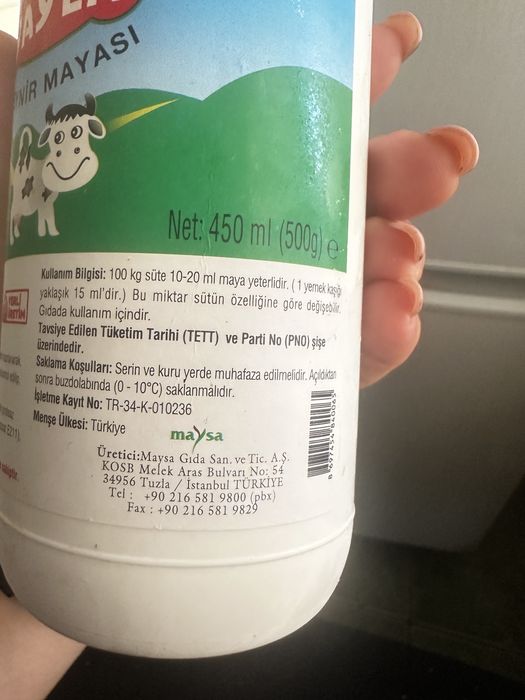 MAYASI
Net: 450 ml (500g) e
Kullanım Bilgisi: 100 kg süte 10-20 ml maya yeterlidir. ( 1 yemek kaşığı
yaklaşık 15 ml'dir.) Bu miktar sütün özelliğine göre değişebilir.
Gıdada kullanım içindir.
YERLİ
ÜRETİM
Tavsiye Edilen Tüketim Tarihi (TETT) ve Parti No (PNO) şişe
üzerindedir.
Saklama Koşulları: Serin ve kuru yerde muhafaza edilmelidir. Açıldıktan
sonra buzdolabında (0 - 10°C) saklanmalıdır.
İşletme Kayıt No: TR-34-K-010236
Menşe Ülkesi: Türkiye
maysa
Üretici:Maysa Gıda San. ve Tic. A.Ş.
KOSB Melek Aras Bulvarı No: 54
34956 Tuzla / İstanbul TÜRKİYE
Tel : +90 216 581 9800 (pbx)
Fax : +90 216 581 9829